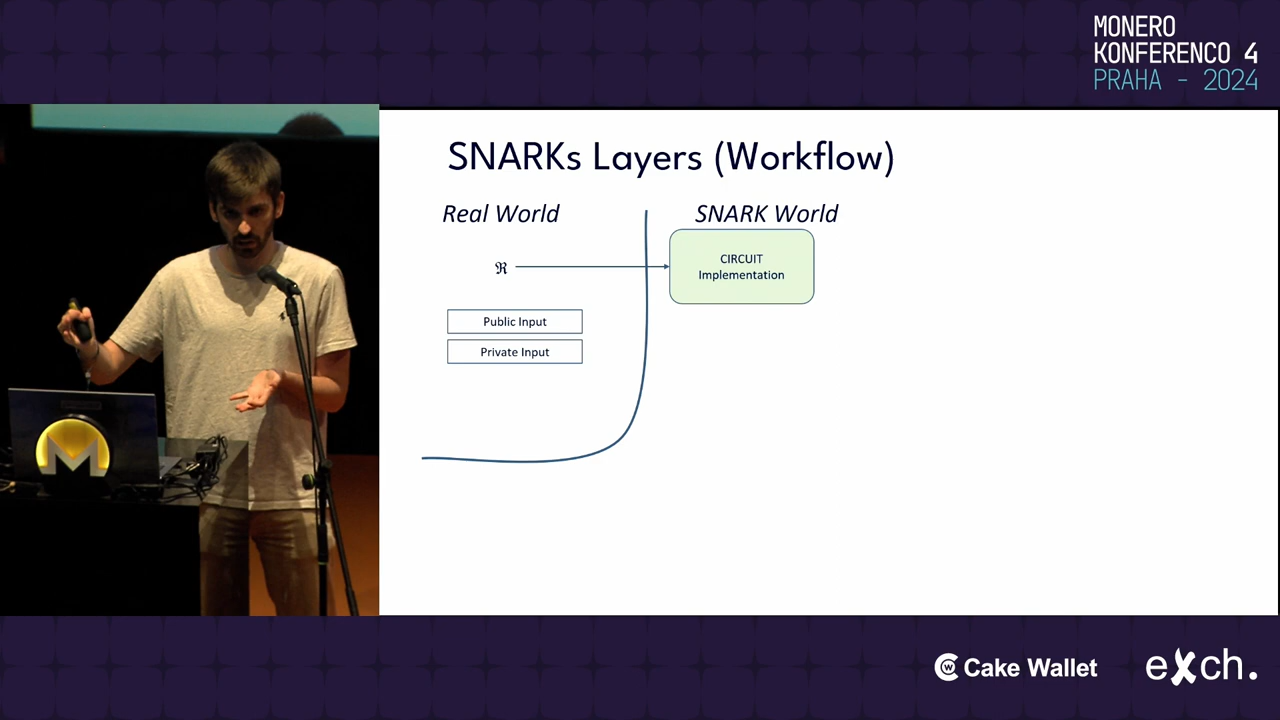 MONERO
KONFERENCO 4
PRAHA - 2024
SNARKs Layers (Workflow)
Real World
SNARK World
ℜ
CIRCUIT
Implementation
Public Input
Private Input
Cake Wallet
exch.